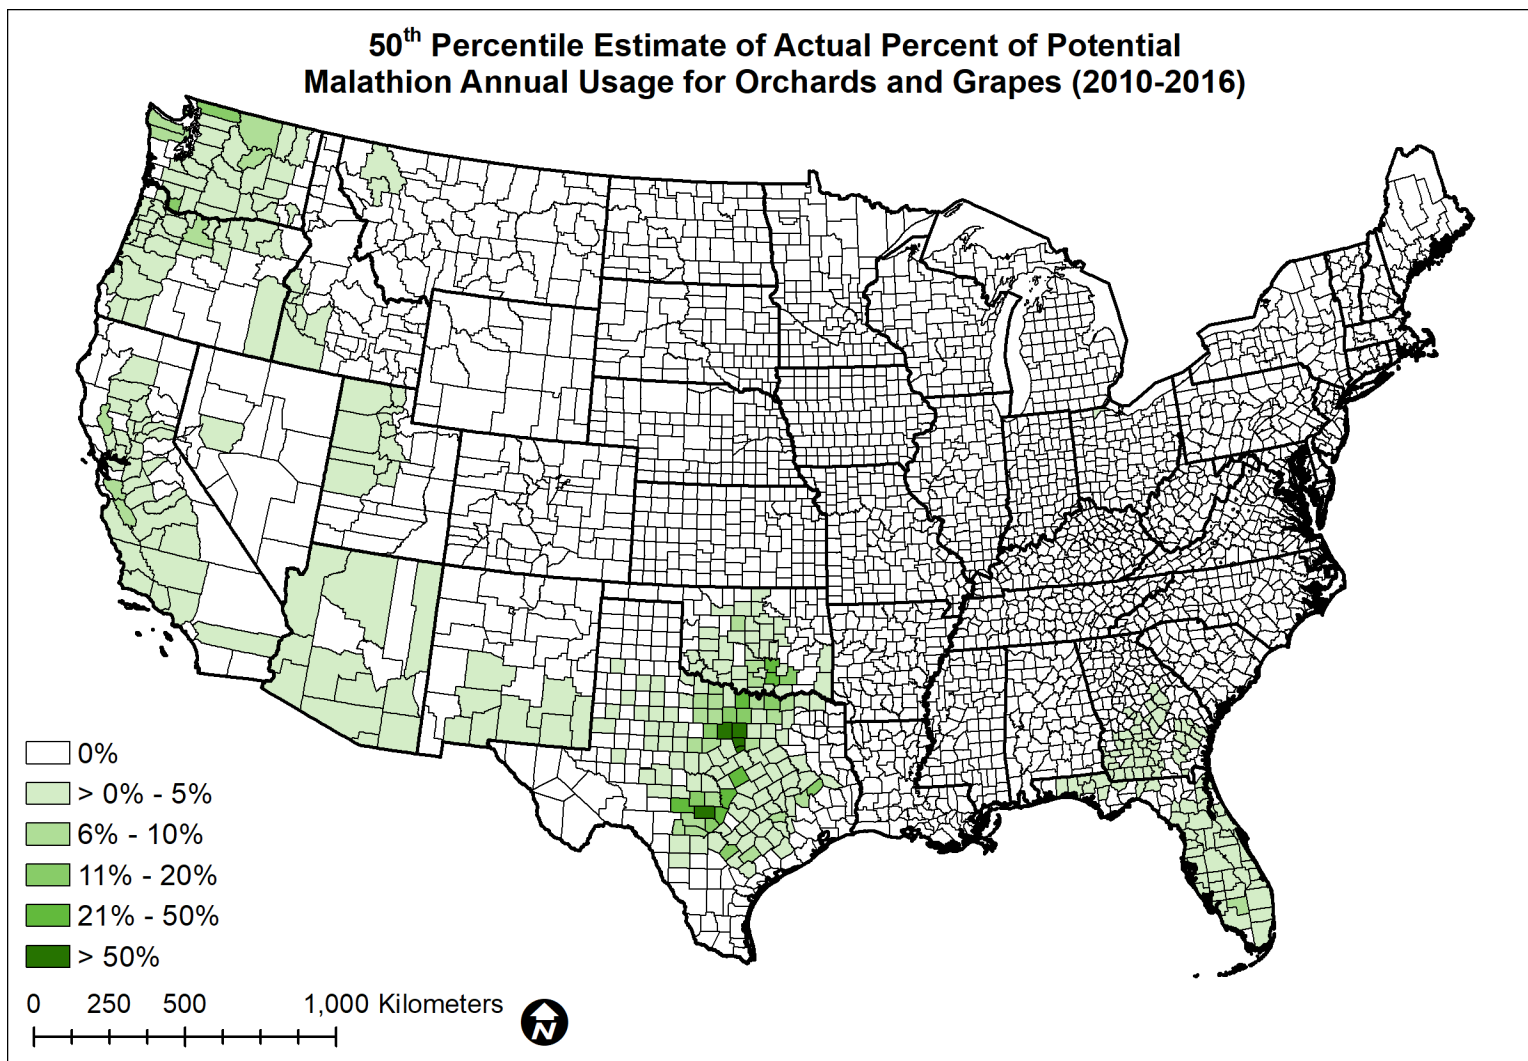 50th Percentile Estimate of Actual Percent of Potential
Malathion Annual Usage for Orchards and Grapes (2010-2016)
0%
> 0% - 5%
6% - 10%
11% - 20%
21% - 50%
> 50%
0 250 500 1,000 Kilometers
N